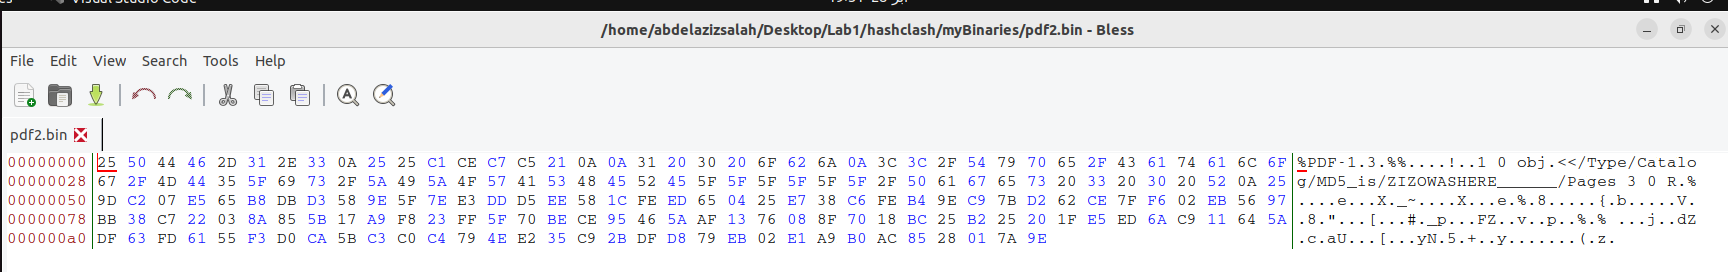 Visual Studio Code
/home/abdelazizsalah/Desktop/Lab1/hashclash/myBinaries/pdf2.bin - Bless
File Edit View Search Tools Help
pdf2.bin
00000000 25 50 44 46 2D 31 2E 33 0A 25 25 C1 CE C7 C5 21 0A 0A 31 20 30 20 6F 62 6A 0A 3C 3C 2F 54 79 70 65 2F 43 61 74 61 6C 6F %PDF-1.3.%%....!..1 0 obj.<</Type/Catalo
00000028 67 2F 4D 44 35 5F 69 73 2F 5A 49 5A 4F 57 41 53 48 45 52 45 5F 5F 5F 5F 5F 5F 2F 50 61 67 65 73 20 33 20 30 20 52 0A 25 g/MD5_is/ZIZOWASHERE______/Pages 3 0 R.%
00000050 9D C2 07 E5 65 B8 DB D3 58 9E 5F 7E E3 DD D5 EE 58 1C FE ED 65 04 25 E7 38 C6 FE B4 9E C9 7B D2 62 CE 7F F6 02 EB 56 97 ....e...X._~....X...e.%.8.....{.b.....V.
00000078 BB 38 C7 22 03 8A 85 5B 17 A9 F8 23 FF 5F 70 BE CE 95 46 5A AF 13 76 08 8F 70 18 BC 25 B2 25 20 1F E5 ED 6A C9 11 64 5A .8."...[...#._p...FZ..v..p..%.% ...j..dZ
000000a0 DF 63 FD 61 55 F3 D0 CA 5B C3 C0 C4 79 4E E2 35 C9 2B DF D8 79 EB 02 E1 A9 B0 AC 85 28 01 7A 9E .c.aU...[...yN.5.+..y.......(.z.